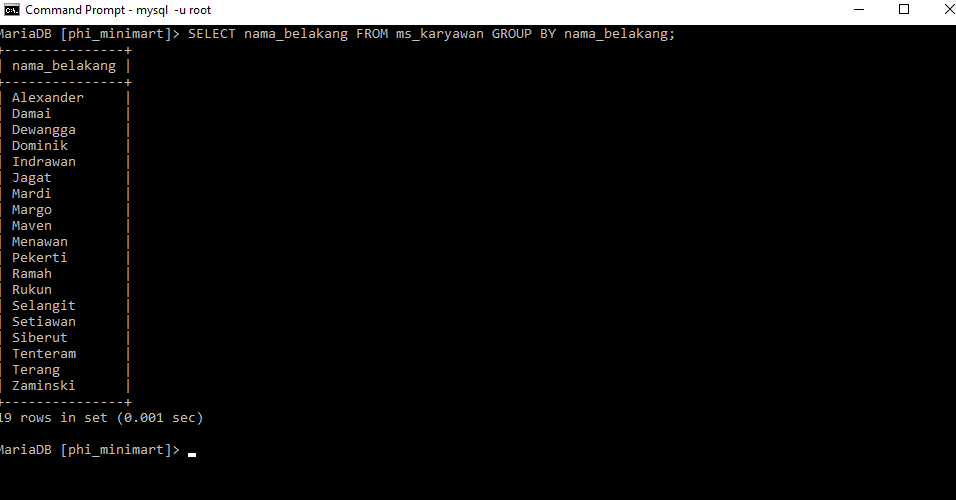 Command Prompt - mysql -u root
MariaDB [phi_minimart]> SELECT nama_belakang FROM ms_karyawan GROUP BY nama_belakang;
+---------------+
| nama_belakang |
+---------------+
| Alexander     |
| Damai         |
| Dewangga      |
| Dominik       |
| Indrawan      |
| Jagat         |
| Mardi         |
| Margo         |
| Maven         |
| Menawan       |
| Pekerti       |
| Ramah         |
| Rukun         |
| Selangit      |
| Setiawan      |
| Siberut       |
| Tenteram      |
| Terang        |
| Zaminski      |
+---------------+
19 rows in set (0.001 sec)
MariaDB [phi_minimart]>